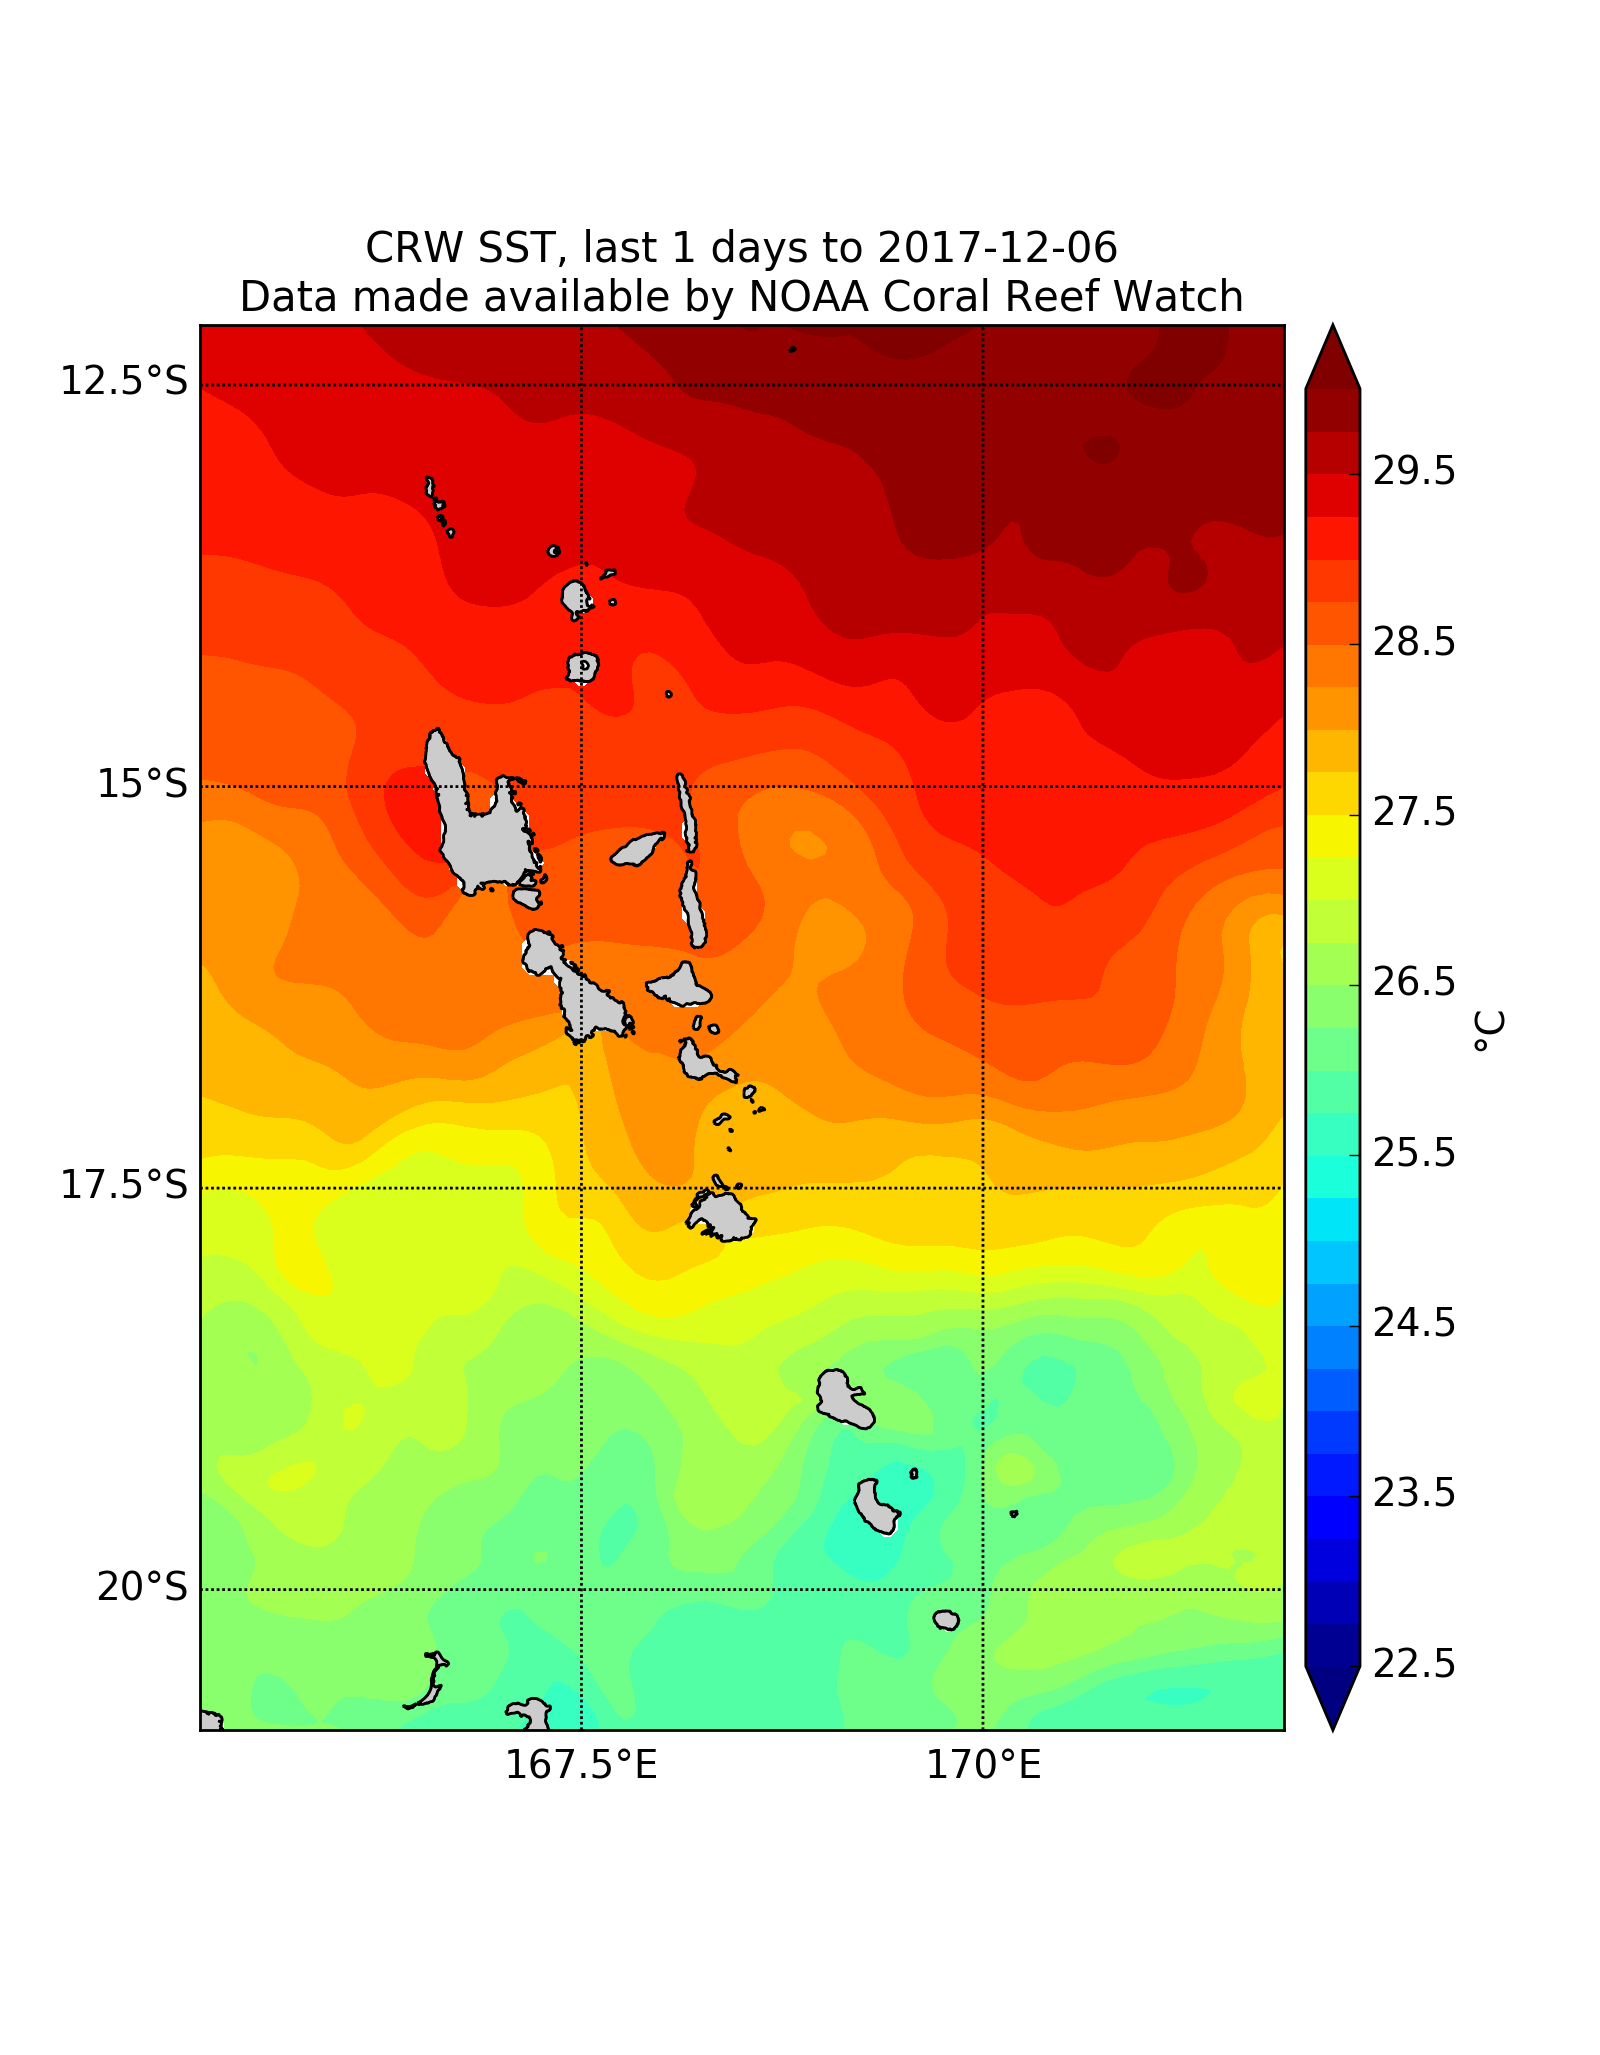 CRW SST, last 1 days to 2017-12-06
Data made available by NOAA Coral Reef Watch
12.5°S
15°S
17.5°S
20°S
167.5°E
170°E
29.5
28.5
27.5
26.5
25.5
24.5
23.5
22.5
°C